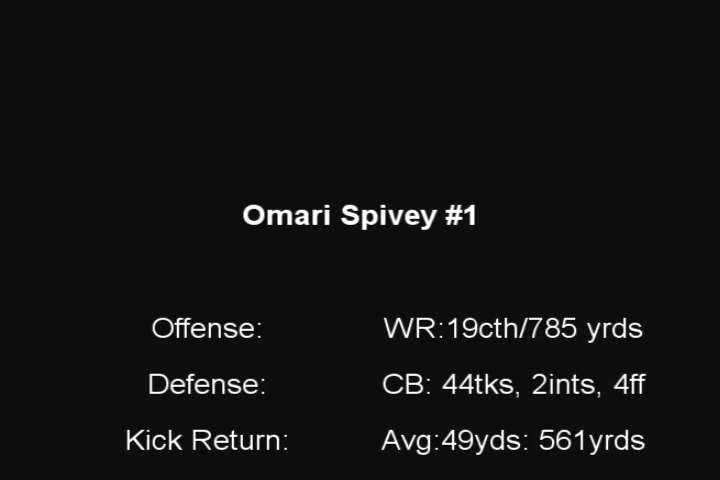 Omari Spivey #1
Offense: WR:19cth/785 yrds
Defense: CB: 44tks, 2ints, 4ff
Kick Return: Avg:49yds: 561yrds